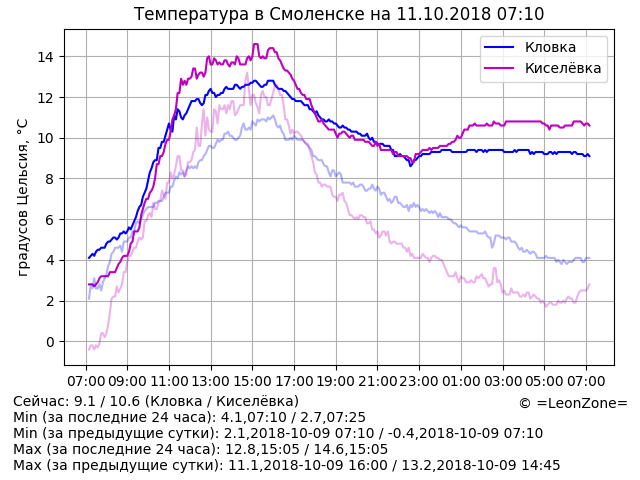 Температура в Смоленске на 11.10.2018 07:10
Кловка
Киселёвка
градусов Цельсия, °C
14
12
10
8
6
4
2
0
07:00 09:00 11:00 13:00 15:00 17:00 19:00 21:00 23:00 01:00 03:00 05:00 07:00
Сейчас: 9.1 / 10.6 (Кловка / Киселёвка)
© =LeonZone=
Min (за последние 24 часа): 4.1,07:10 / 2.7,07:25
Min (за предыдущие сутки): 2.1,2018-10-09 07:10 / -0.4,2018-10-09 07:10
Max (за последние 24 часа): 12.8,15:05 / 14.6,15:05
Max (за предыдущие сутки): 11.1,2018-10-09 16:00 / 13.2,2018-10-09 14:45